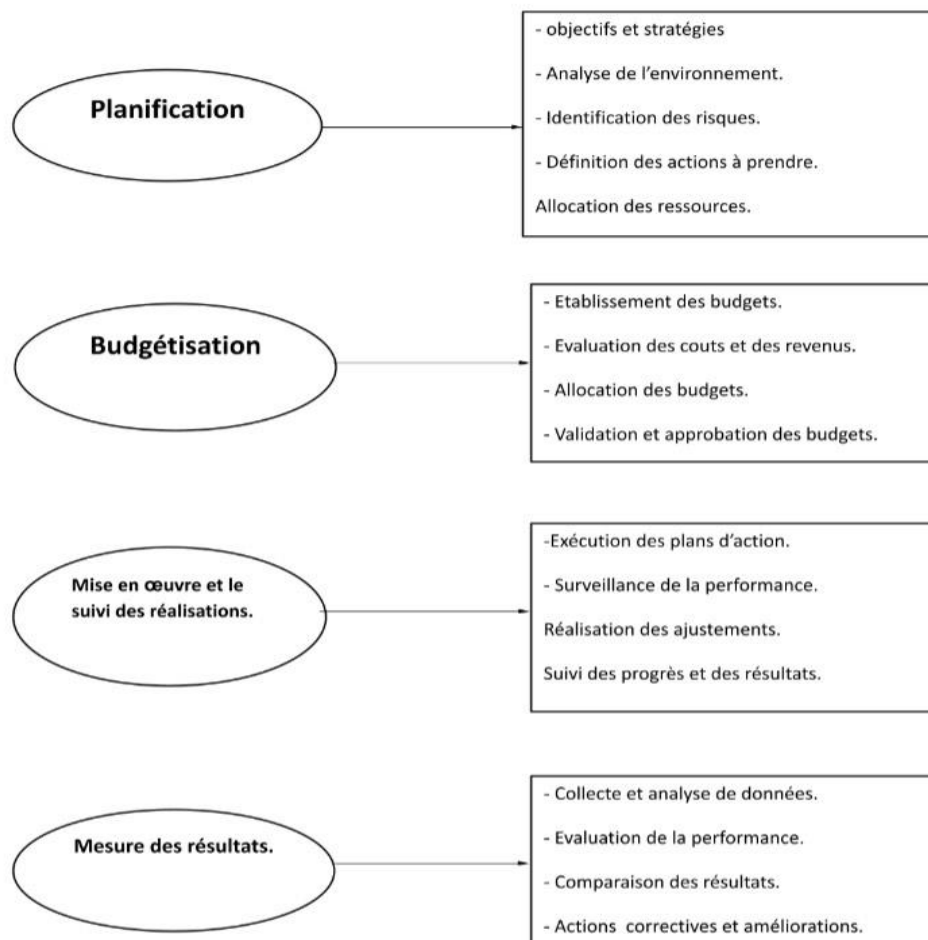 Planification
- objectifs et stratégies
- Analyse de l’environnement.
- Identification des risques.
- Définition des actions à prendre.
Allocation des ressources.
Budgétisation
- Etablissement des budgets.
- Evaluation des couts et des revenus.
- Allocation des budgets.
- Validation et approbation des budgets.
Mise en œuvre et le
suivi des réalisations.
-Exécution des plans d’action.
- Surveillance de la performance.
Réalisation des ajustements.
Suivi des progrès et des résultats.
Mesure des résultats.
- Collecte et analyse de données.
- Evaluation de la performance.
- Comparaison des résultats.
- Actions correctives et améliorations.